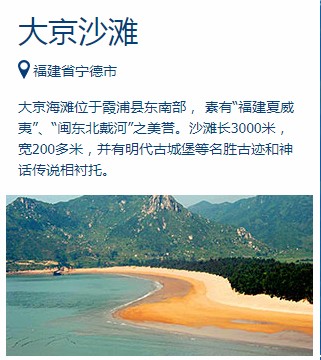 大京沙滩
福建省宁德市
大京海滩位于霞浦县东南部， 素有“福建夏威
夷”、“闽东北戴河”之美誉。沙滩长3000米，
宽200多米，并有明代古城堡等名胜古迹和神
话传说相衬托。